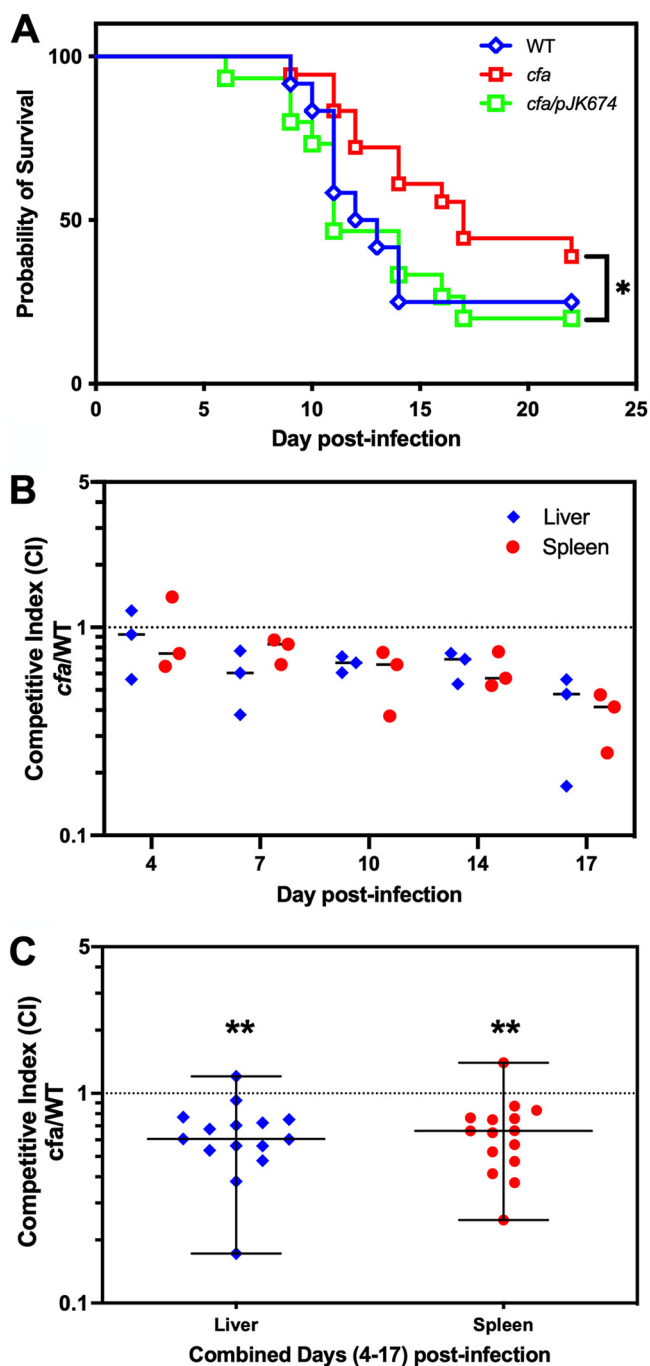 A
WT
cfa
cfa/pJK674
100
50
0
Probability of Survival
*
0 5 10 15 20 25
Day post-infection
B
5
1
0.1
Competitive Index (CI)
cfa/WT
Liver
Spleen
4 7 10 14 17
Day post-infection
C
5
1
0.1
Competitive Index (CI)
cfa/WT
** **
Liver Spleen
Combined Days (4-17) post-infection